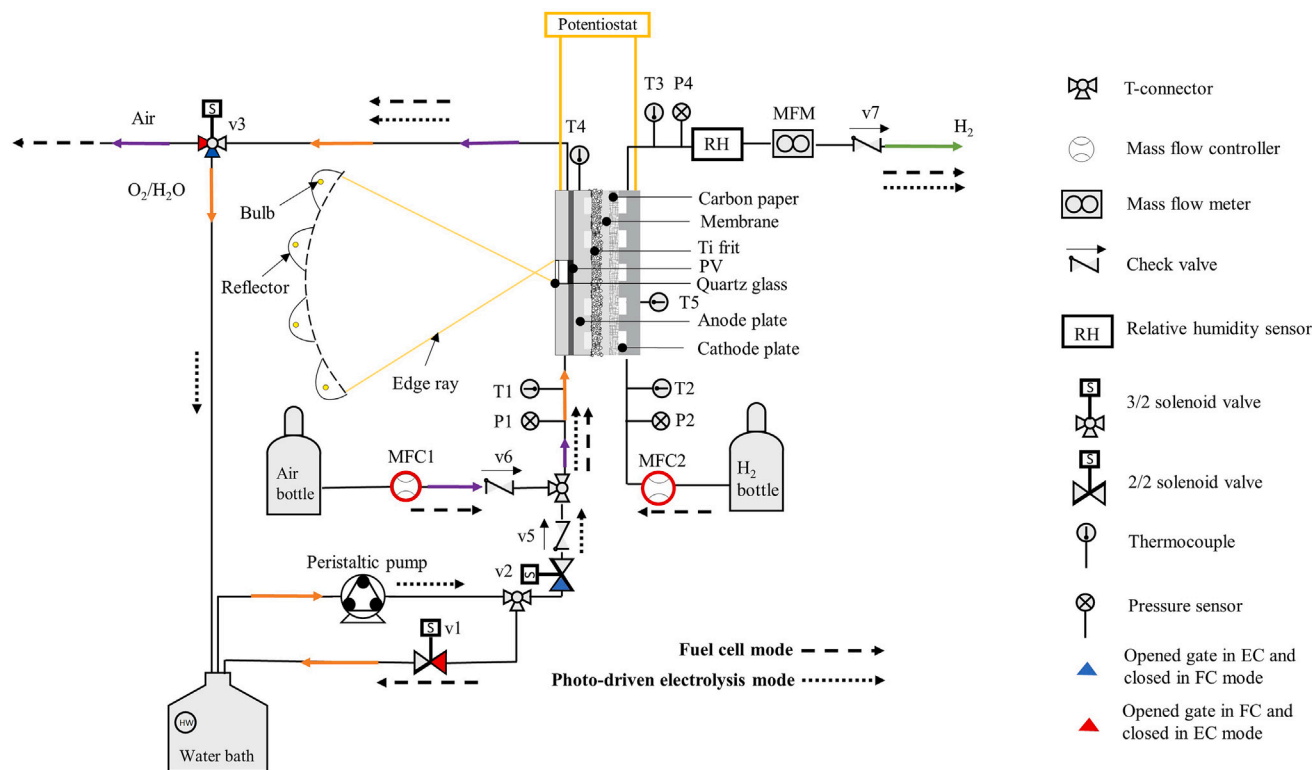 Potentiostat
S
v3
Air
T4
T3
P4
RH
MFM
v7
H2
O2/H2O
Bulb
Reflector
Edge ray
Carbon paper
Membrane
Ti frit
PV
Quartz glass
T5
Anode plate
Cathode plate
T1
P1
T2
P2
Air
bottle
MFC1
v6
MFC2
H2
bottle
v5
v2
S
Peristaltic pump
S
v1
HW
Water bath
Fuel cell mode
Photo-driven electrolysis mode
T-connector
Mass flow controller
Mass flow meter
Check valve
RH
Relative humidity sensor
S
3/2 solenoid valve
S
2/2 solenoid valve
Thermocouple
Pressure sensor
Opened gate in EC and
closed in FC mode
Opened gate in FC and
closed in EC mode